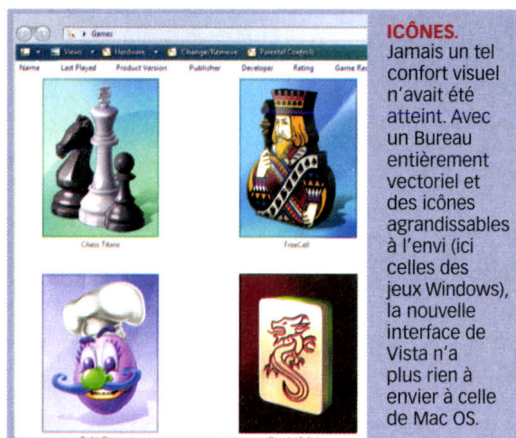 Games
Views Hardware Change/Remove Parental Controls
Name Last Played Product Version Publisher Developer Rating Game Res
Chess Titans
FreeCell
ICÔNES.
Jamais un tel
confort visuel
n'avait été
atteint. Avec
un Bureau
entièrement
vectoriel et
des icônes
agrandissables
à l'envi (ici
celles des
jeux Windows),
la nouvelle
interface de
Vista n'a
plus rien à
envier à celle
de Mac OS.